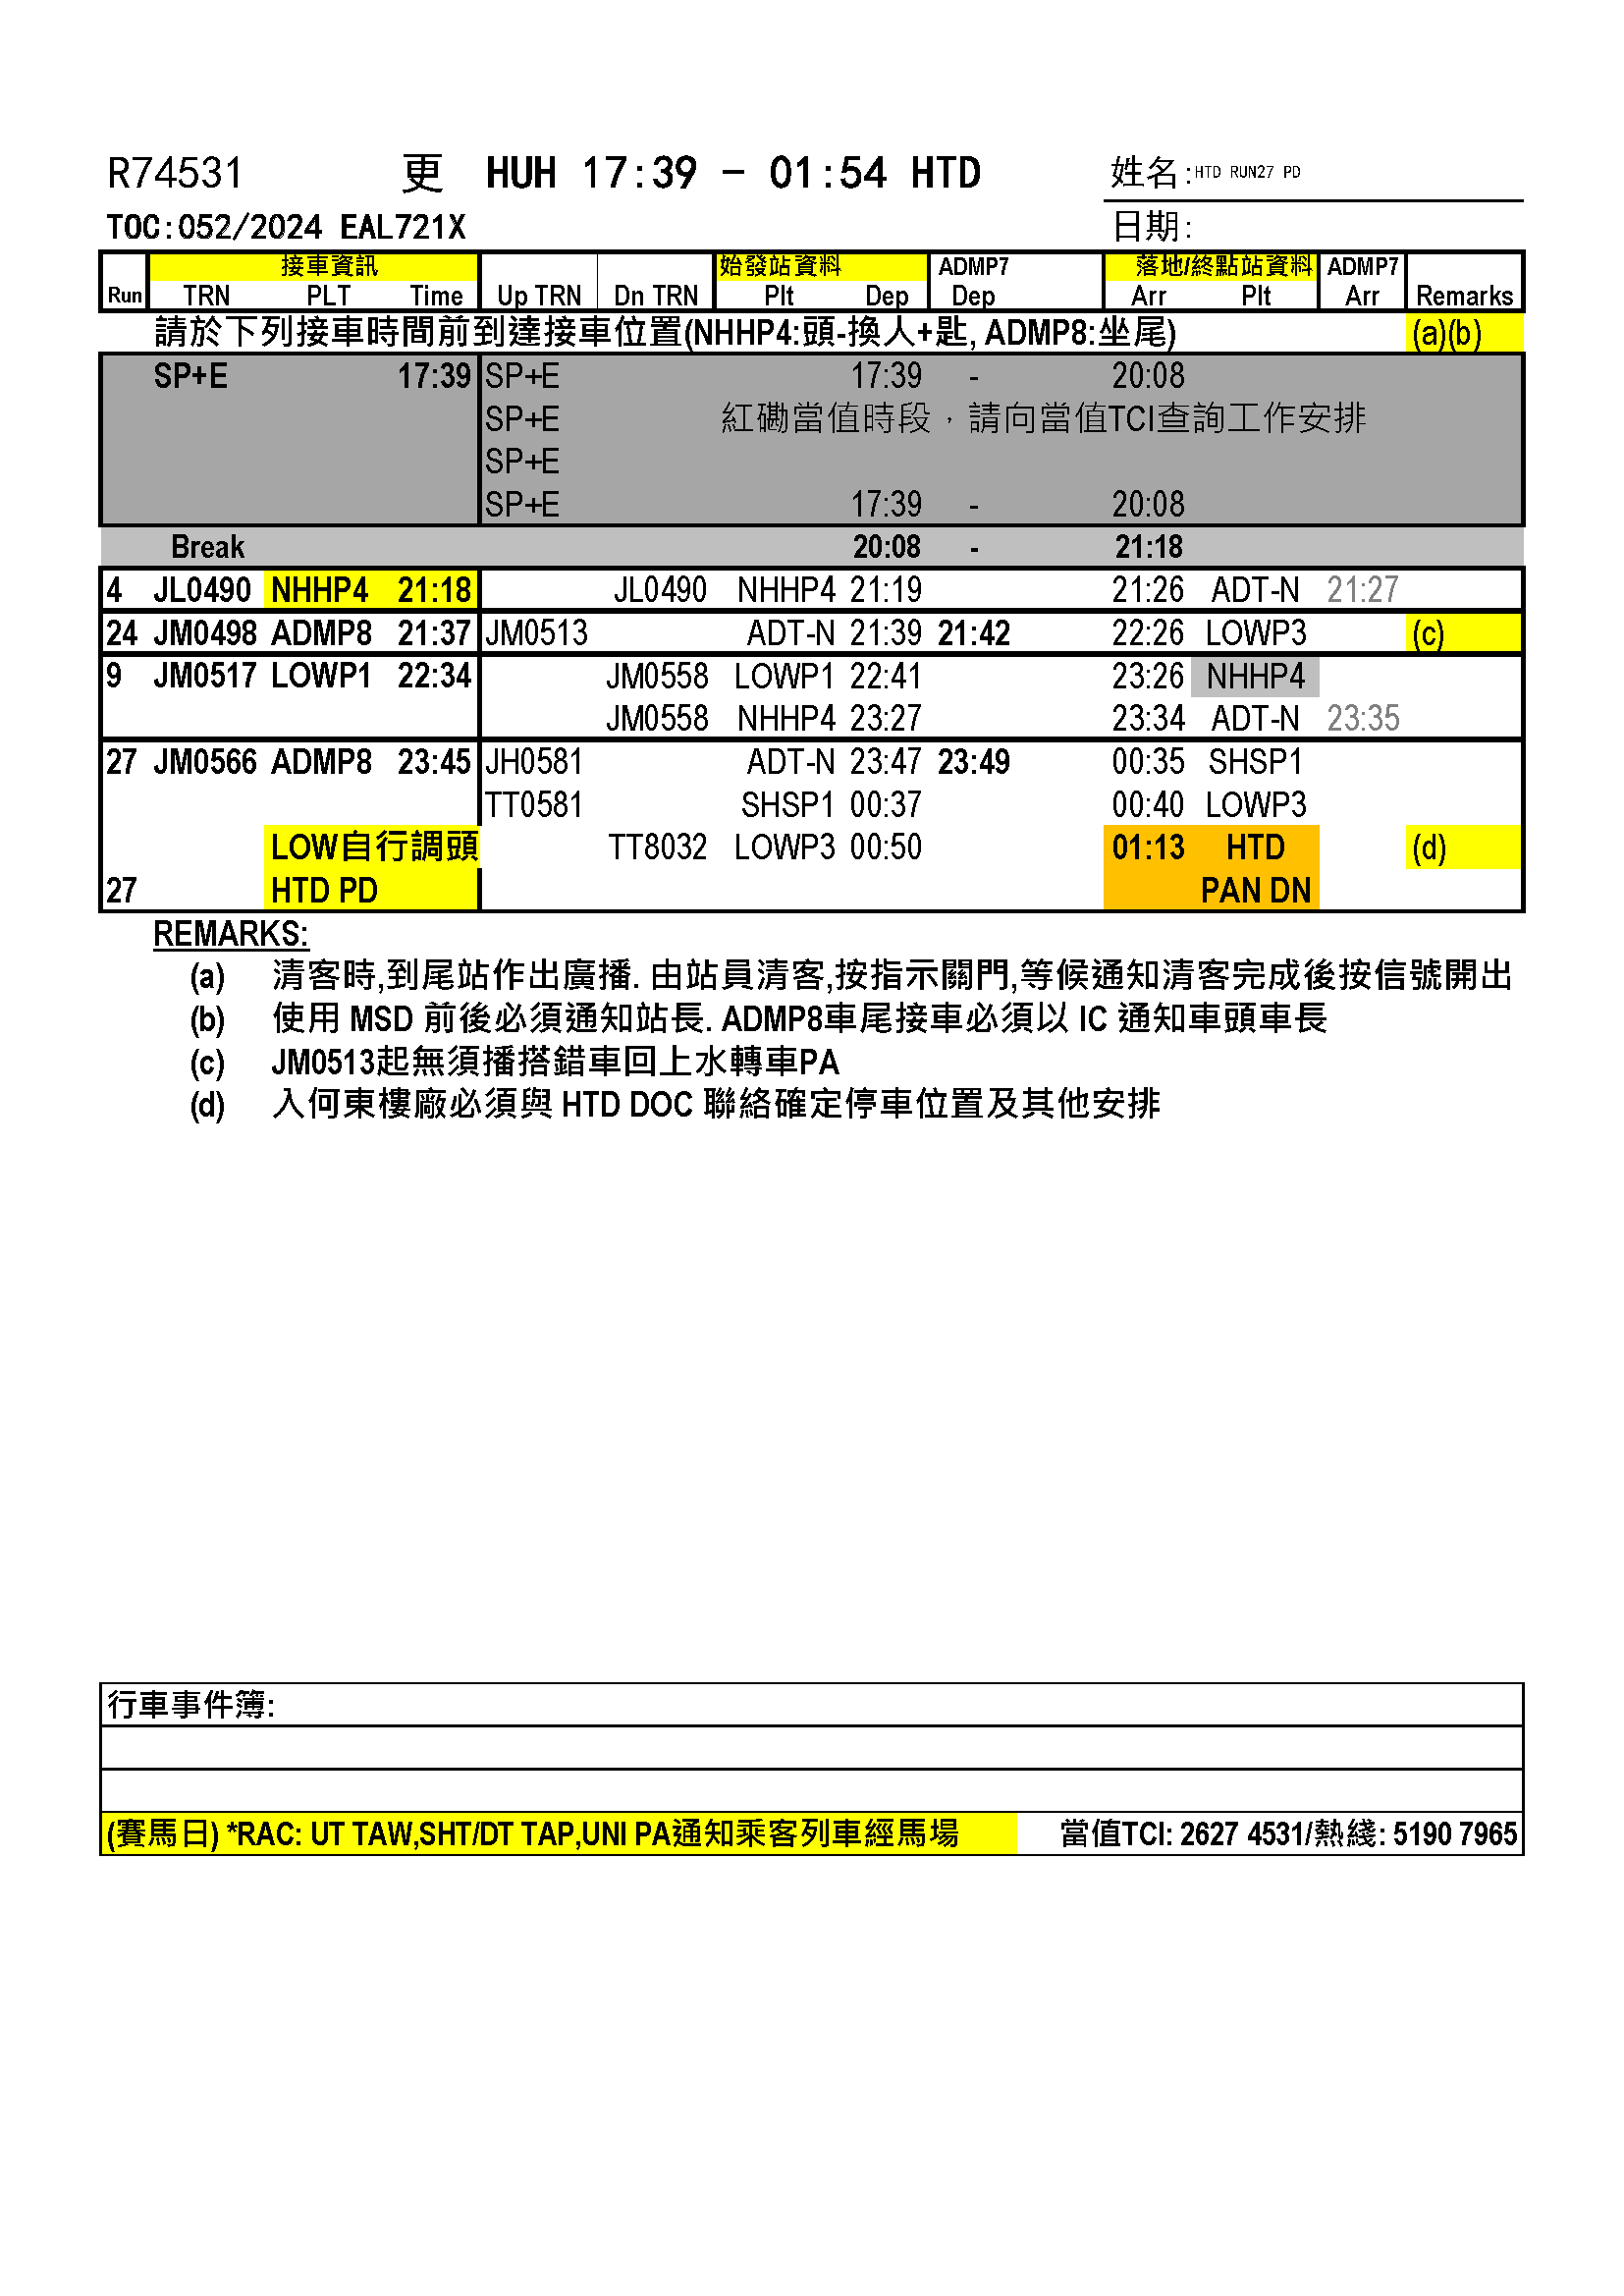 R74531 更 HUH 17:39 - 01:54 HTD 姓名:HTD RUN27 PD
TOC:052/2024 EAL721X 日期:
接車資訊 始發站資料 ADMP7 落地/終點站資料 ADMP7
Run TRN PLT Time Up TRN Dn TRN Plt Dep Dep Arr Plt Arr Remarks
請於下列接車時間前到達接車位置(NHHP4:頭-換人+匙, ADMP8:坐尾) (a)(b)
SP+E 17:39 SP+E 17:39 - 20:08
SP+E 紅磡當值時段，請向當值TCI查詢工作安排
SP+E
SP+E 17:39 - 20:08
Break 20:08 - 21:18
4 JL0490 NHHP4 21:18 JL0490 NHHP4 21:19 21:26 ADT-N 21:27
24 JM0498 ADMP8 21:37 JM0513 ADT-N 21:39 21:42 22:26 LOWP3 (c)
9 JM0517 LOWP1 22:34 JM0558 LOWP1 22:41 23:26 NHHP4
JM0558 NHHP4 23:27 23:34 ADT-N 23:35
27 JM0566 ADMP8 23:45 JH0581 ADT-N 23:47 23:49 00:35 SHSP1
TT0581 SHSP1 00:37 00:40 LOWP3
LOW自行調頭 TT8032 LOWP3 00:50 01:13 HTD (d)
27 HTD PD PAN DN
REMARKS:
(a) 清客時,到尾站作出廣播. 由站員清客,按指示關門,等候通知清客完成後按信號開出
(b) 使用 MSD 前後必須通知站長. ADMP8車尾接車必須以 IC 通知車頭車長
(c) JM0513起無須播搭錯車回上水轉車PA
(d) 入何東樓廠必須與 HTD DOC 聯絡確定停車位置及其他安排
行車事件簿:
(賽馬日) *RAC: UT TAW,SHT/DT TAP,UNI PA通知乘客列車經馬場 當值TCI: 2627 4531/熱綫: 5190 7965